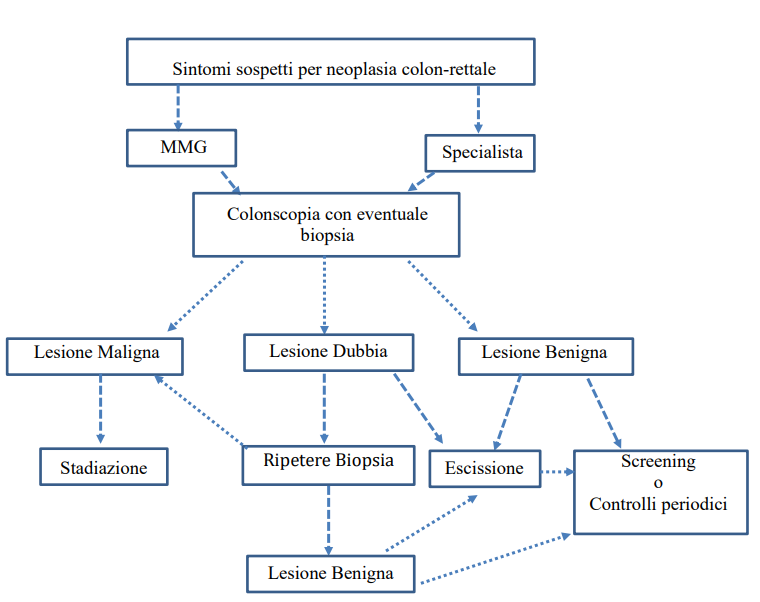 Sintomi sospetti per neoplasia colon-rettale
MMG
Specialista
Colonscopia con eventuale
biopsia
Lesione Maligna
Lesione Dubbia
Lesione Benigna
Stadiazione
Ripetere Biopsia
Escissione
Screening
o
Controlli periodici
Lesione Benigna